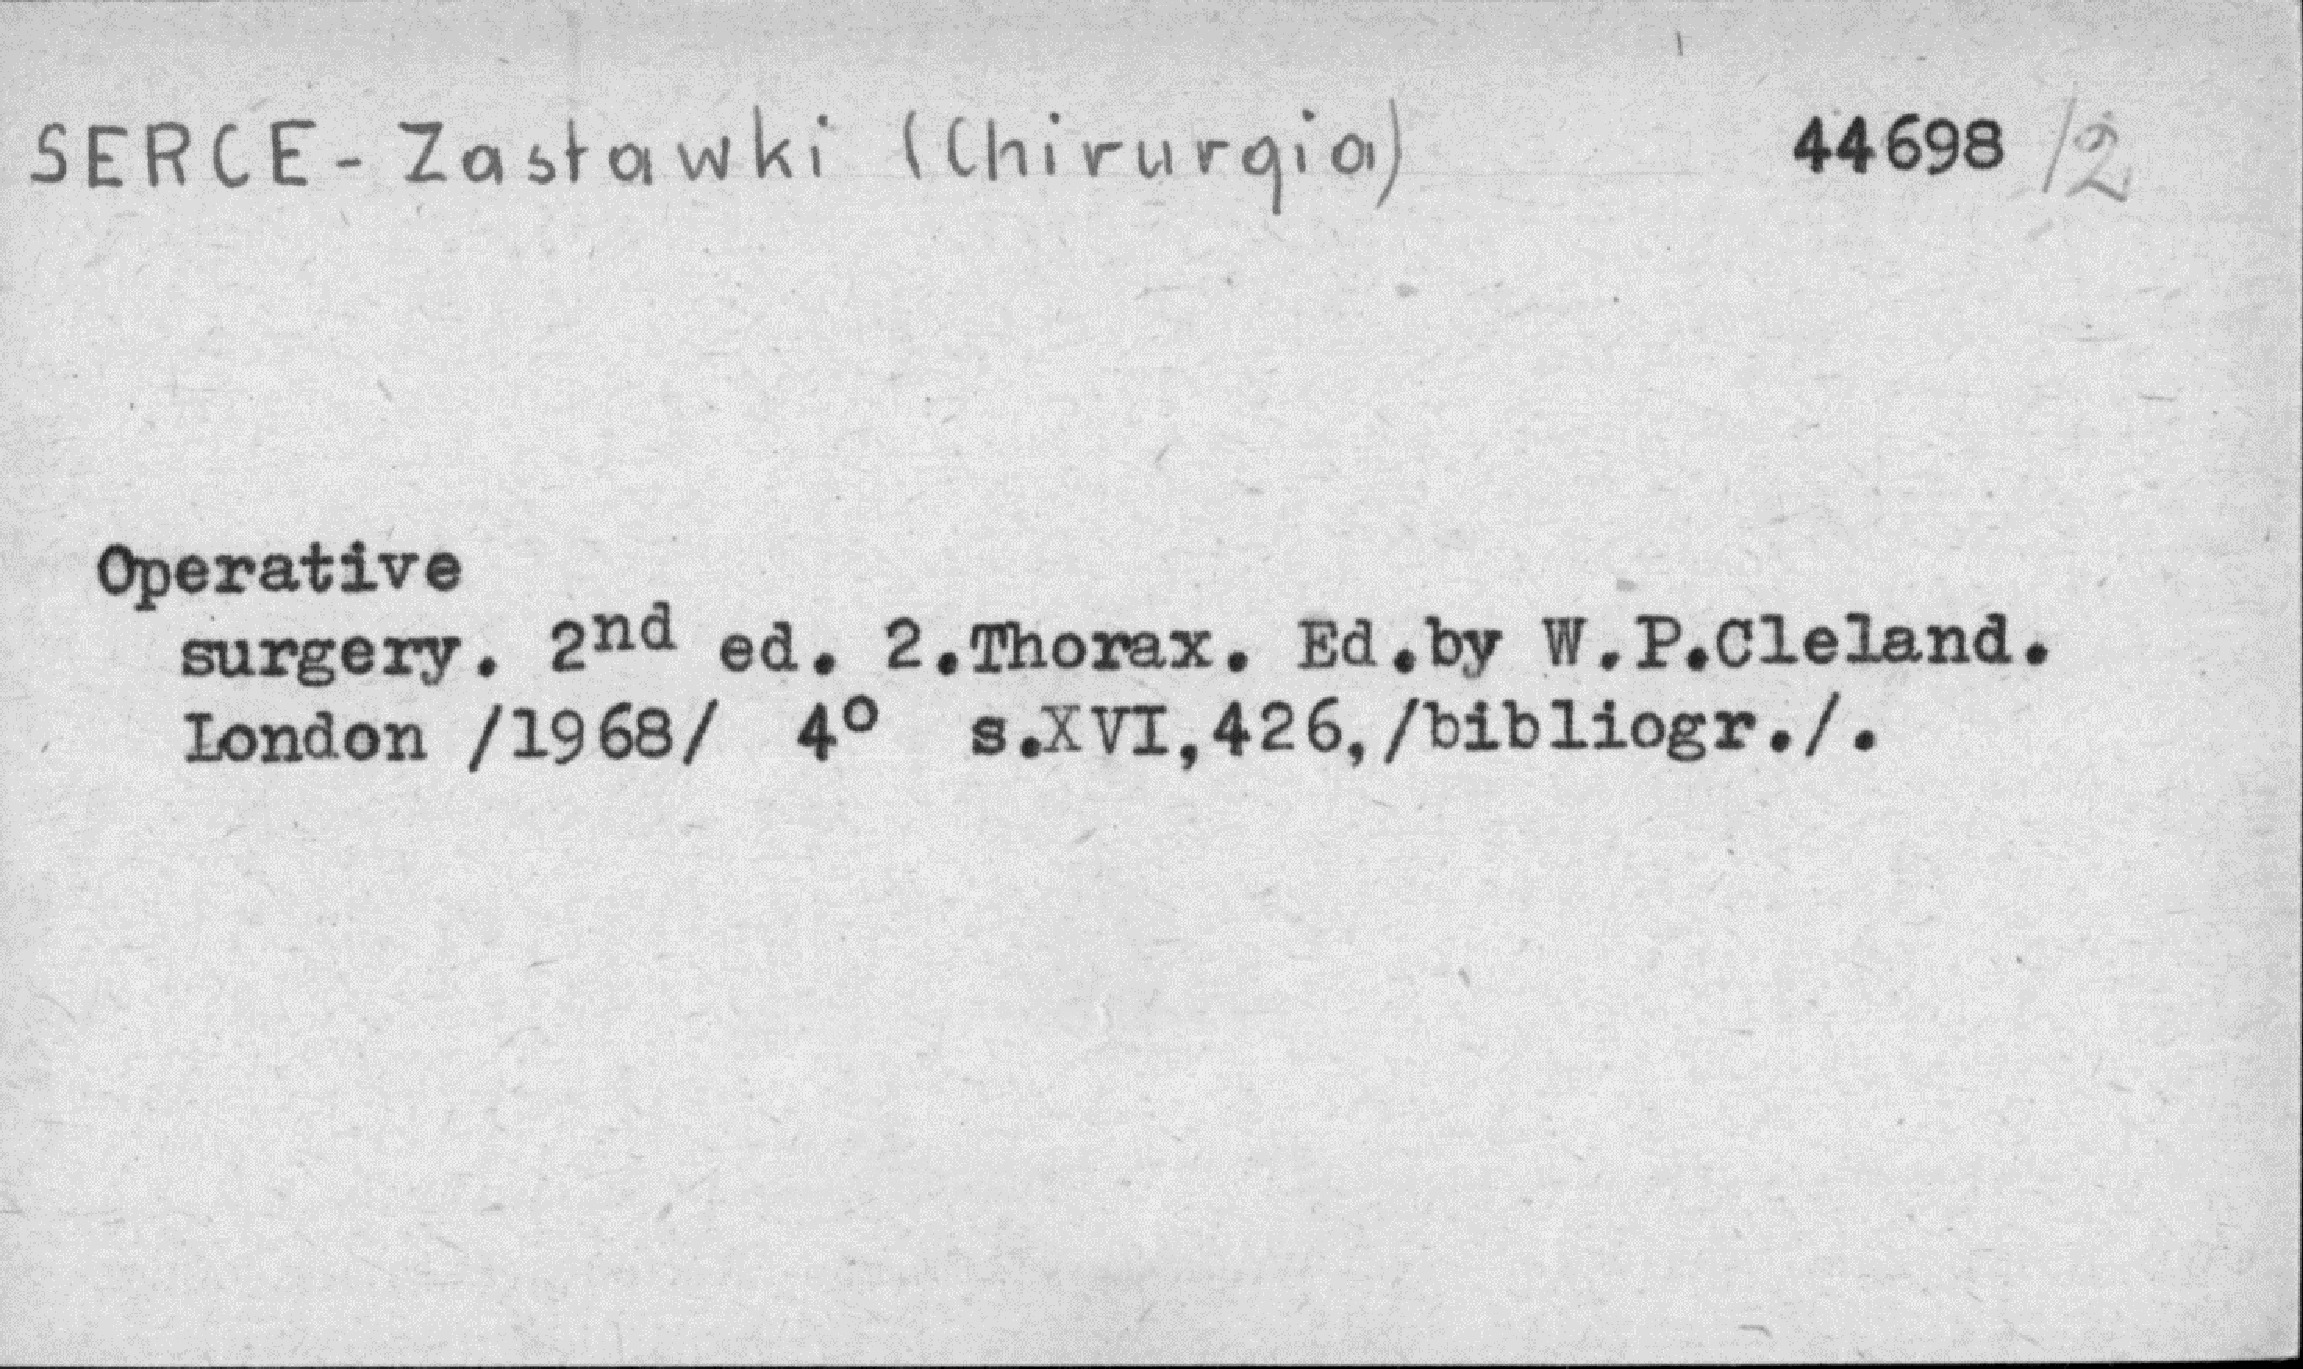 SERCE - Zastawki (Chirurgia) 44698 /2
Operative
surgery. 2nd ed. 2.Thorax. Ed.by W.P.Cleland.
London /1968/ 4° s.XVI,426,/bibliogr./.